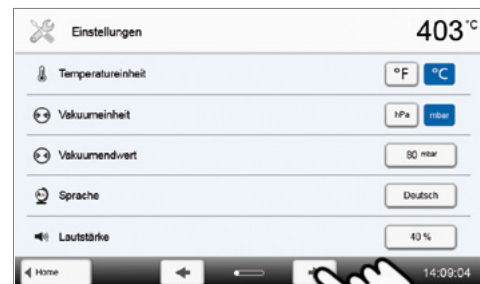 Einstellungen 403 °C
Temperatureinheit °F °C
Vakuumeinheit hPa mbar
Vakuumendwert 80 mbar
Sprache Deutsch
Lautstärke 40 %
Home 14:09:04